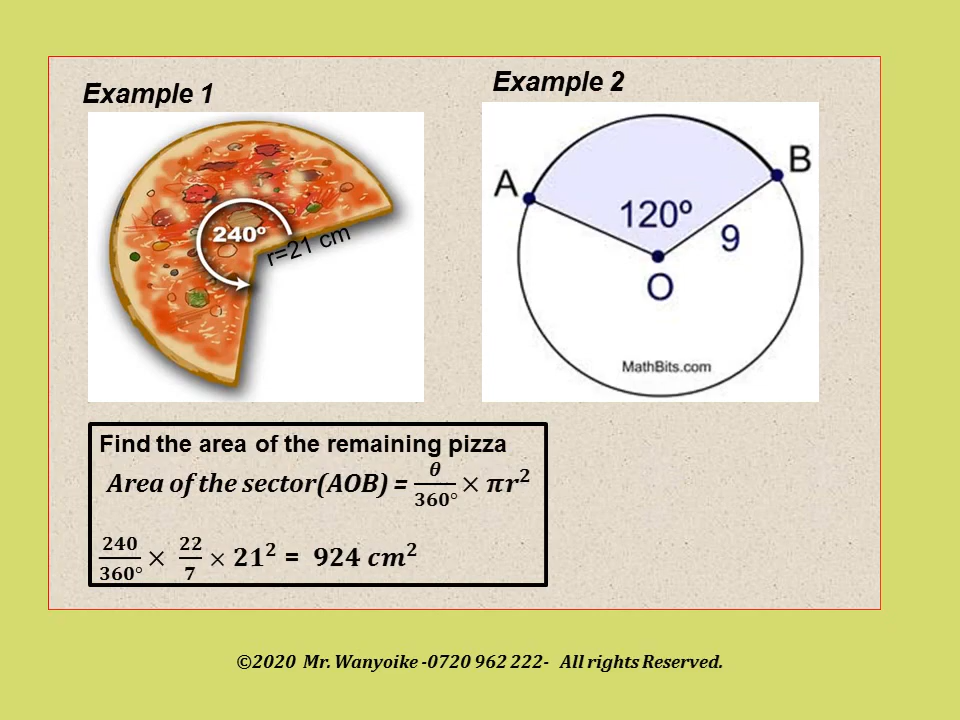 Example 1
Example 2
240º
r=21 cm
A
B
120º
9
O
MathBits.com
Find the area of the remaining pizza
Area of the sector(AOB) = θ/360° × πr²
240/360° × 22/7 × 21² = 924 cm²
©2020 Mr. Wanyoike -0720 962 222- All rights Reserved.